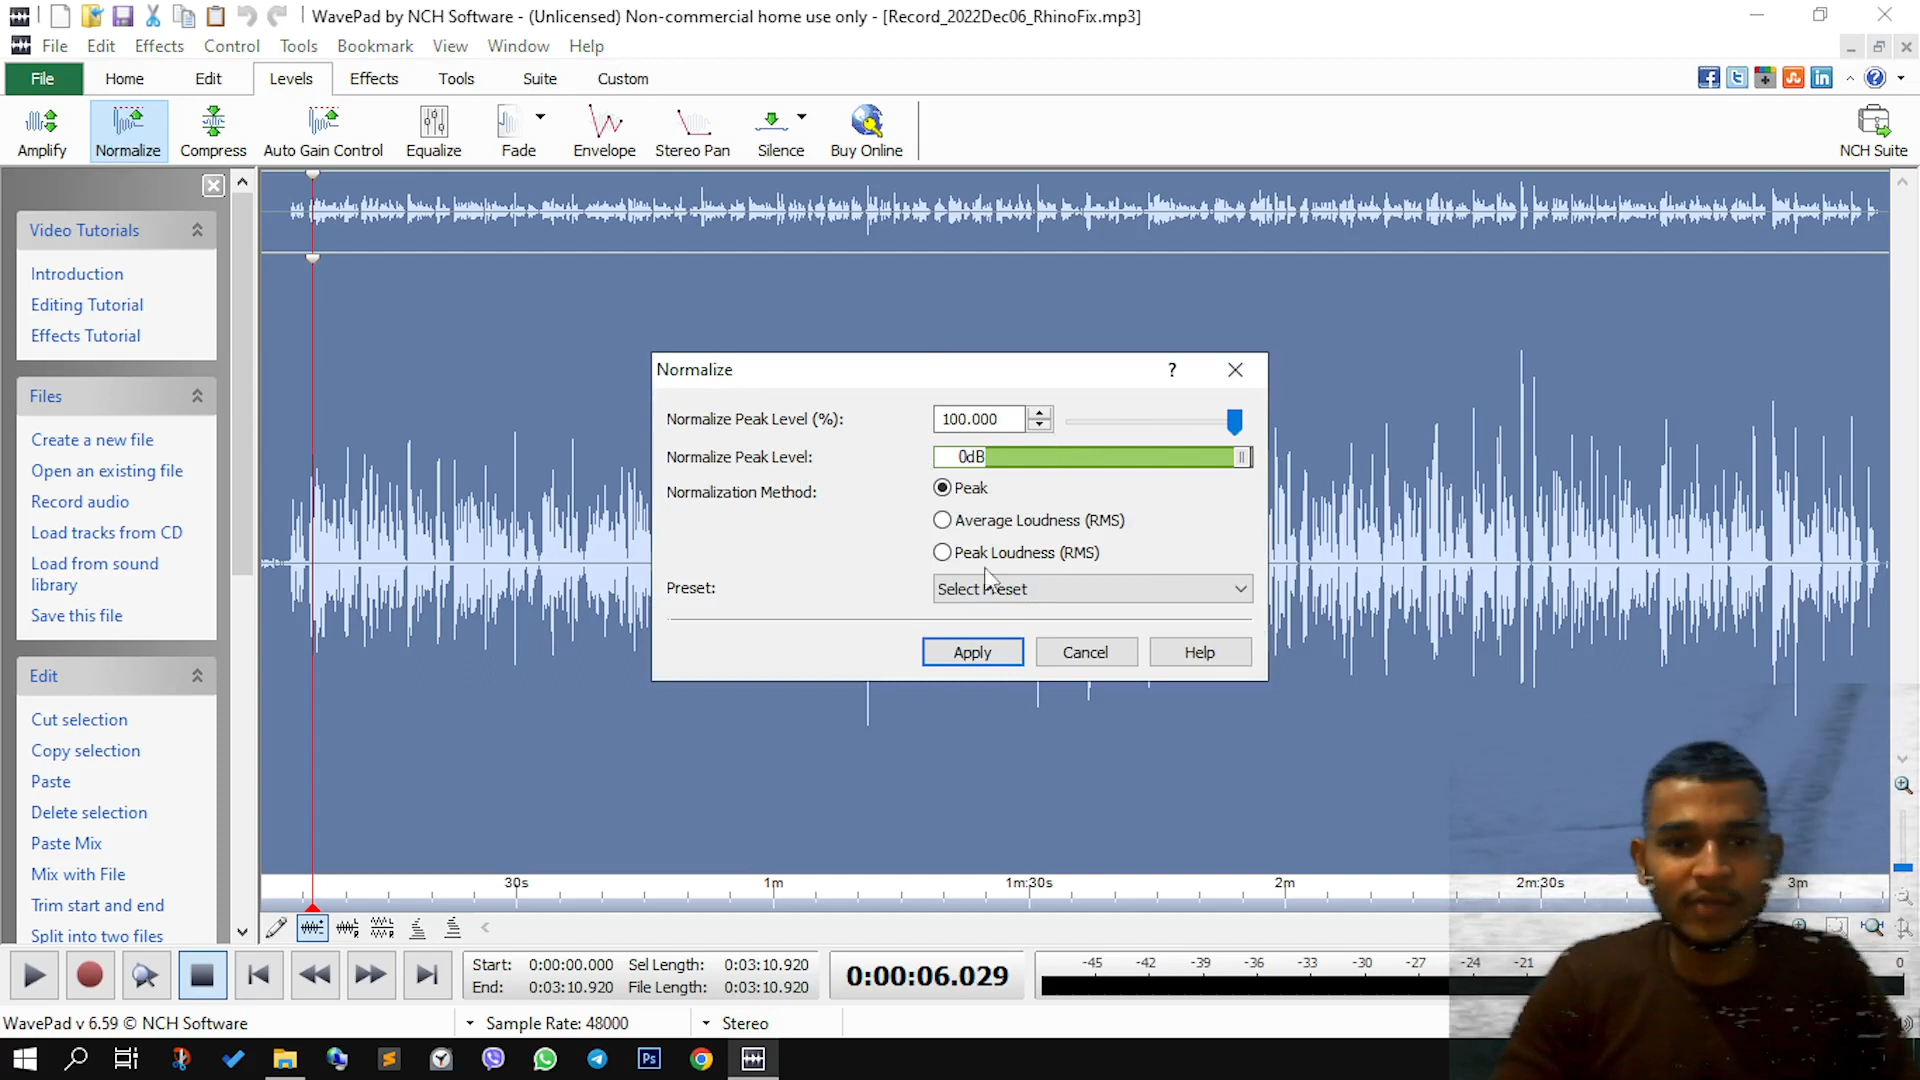 WavePad by NCH Software - (Unlicensed) Non-commercial home use only - [Record_2022Dec06_RhinoFix.mp3]
File Edit Effects Control Tools Bookmark View Window Help
File Home Edit Levels Effects Tools Suite Custom
Amplify Normalize Compress Auto Gain Control Equalize Fade Envelope Stereo Pan Silence Buy Online NCH Suite
Video Tutorials
Introduction
Editing Tutorial
Effects Tutorial
Files
Create a new file
Open an existing file
Record audio
Load tracks from CD
Load from sound
library
Save this file
Edit
Cut selection
Copy selection
Paste
Delete selection
Paste Mix
Mix with File
Trim start and end
Split into two files
Normalize ?
Normalize Peak Level (%): 100.000
Normalize Peak Level: 0dB
Normalization Method: Peak
Average Loudness (RMS)
Peak Loudness (RMS)
Preset: Select Preset
Apply Cancel Help
30s 1m 1m:30s 2m 2m:30s 3m
Start: 0:00:00.000 Sel Length: 0:03:10.920
End: 0:03:10.920 File Length: 0:03:10.920
0:00:06.029
-45 -42 -39 -36 -33 -30 -27 -24 -21 0
WavePad v 6.59 © NCH Software Sample Rate: 48000 Stereo
Ps